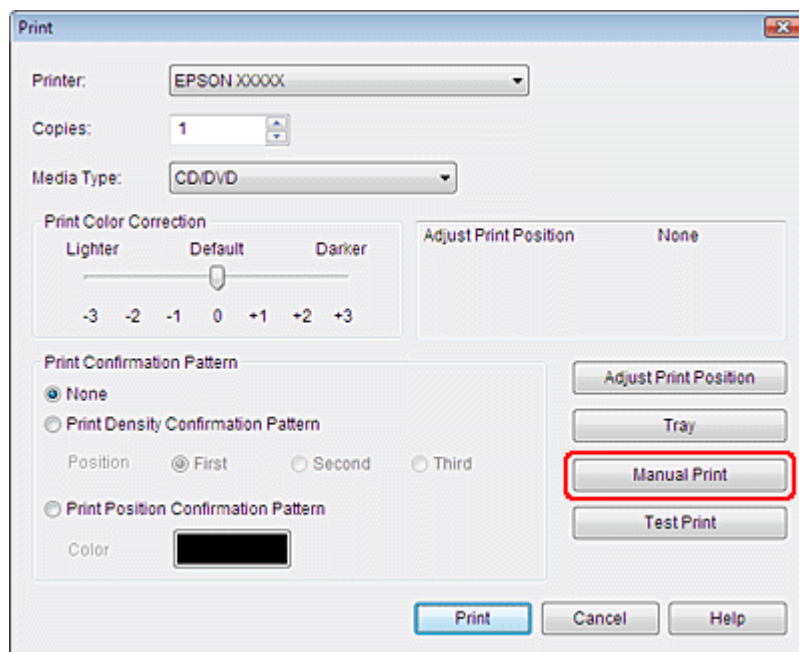 Print
Printer: EPSON XXXXX
Copies: 1
Media Type: CD/DVD
Print Color Correction
Lighter Default Darker
-3 -2 -1 0 +1 +2 +3
Adjust Print Position None
Print Confirmation Pattern
None
Print Density Confirmation Pattern
Position First Second Third
Print Position Confirmation Pattern
Color
Adjust Print Position
Tray
Manual Print
Test Print
Print Cancel Help